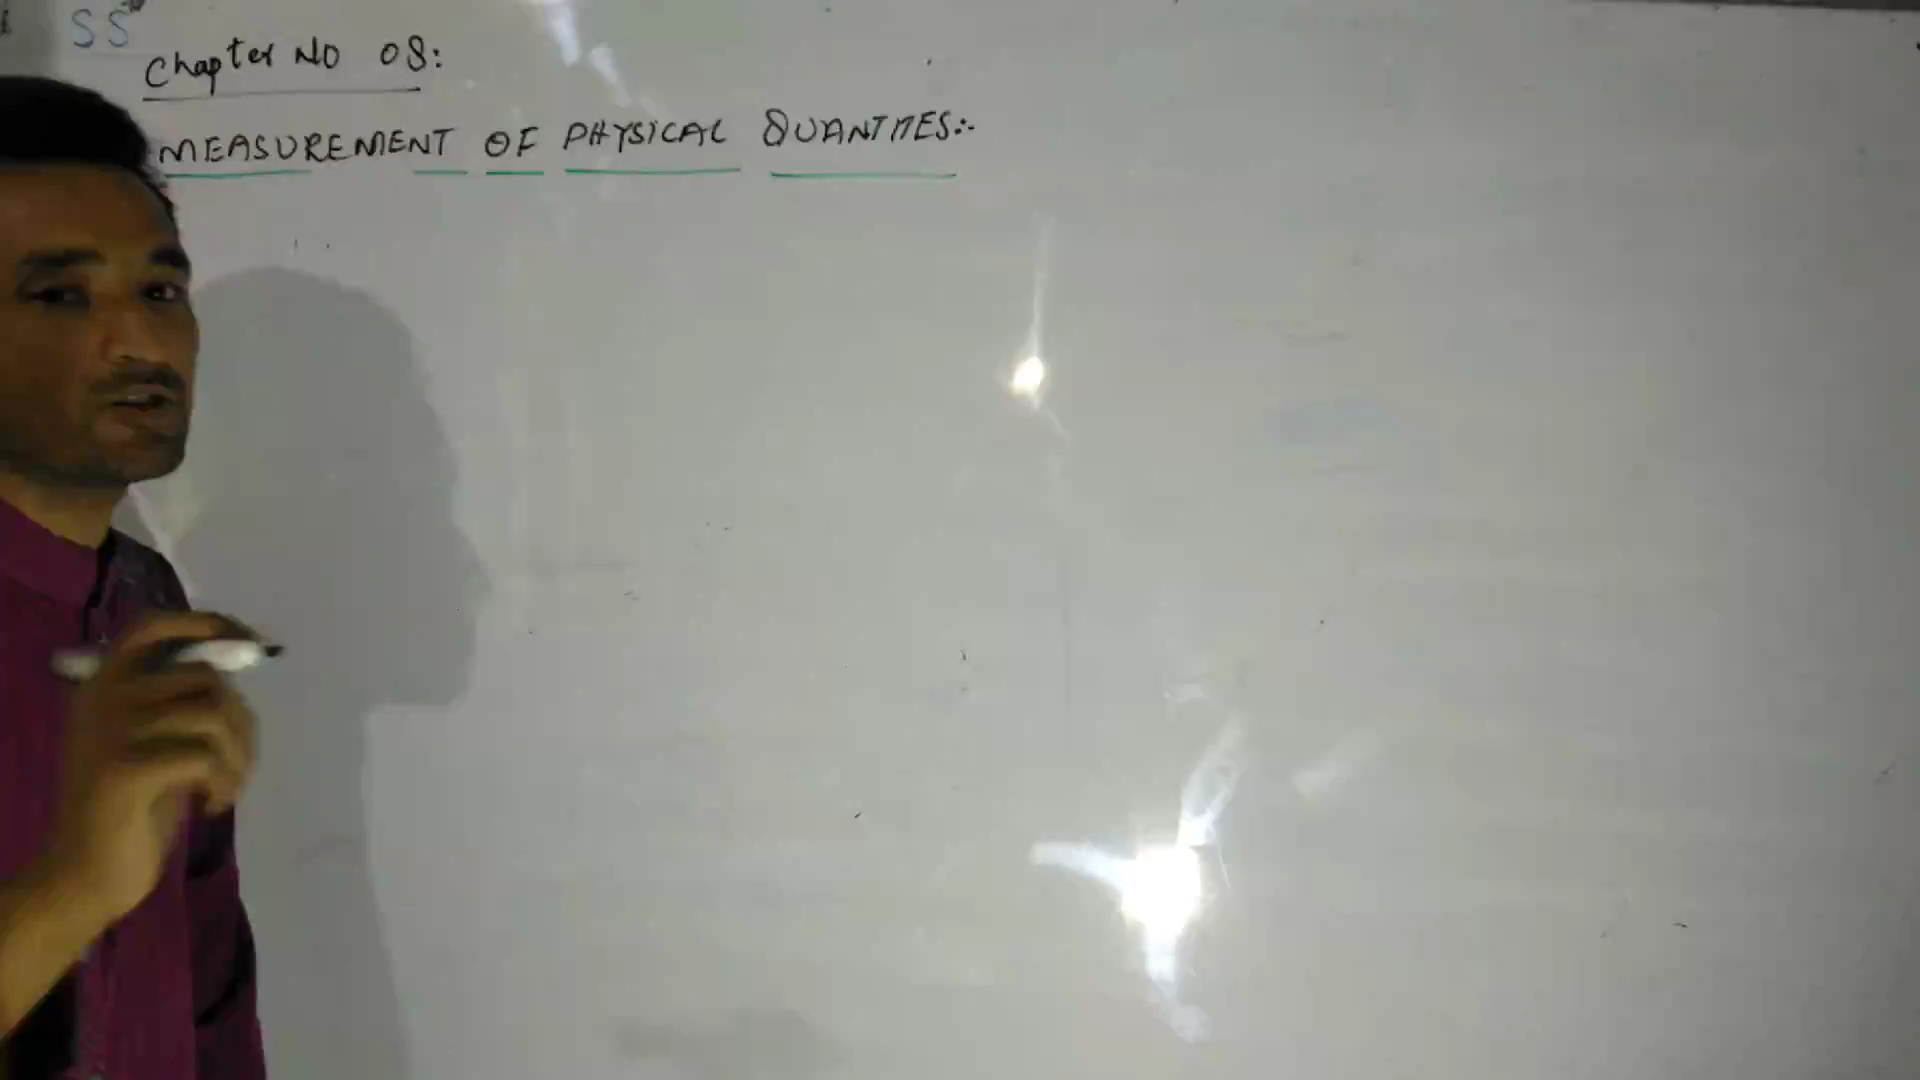 SS
Chapter No 08:
MEASUREMENT OF PHYSICAL QUANTITIES:-